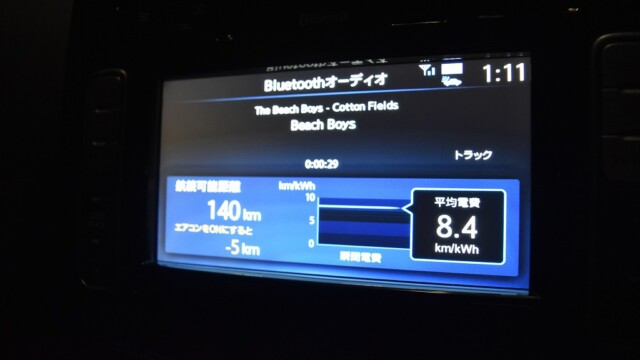 Bluetoothオーディオ
1:11
The Beach Boys - Cotton Fields
Beach Boys
0:00:29
トラック
航続可能距離
140 km
エアコンをONにすると
-5 km
km/kWh
10
5
0
瞬間電費
平均電費
8.4
km/kWh